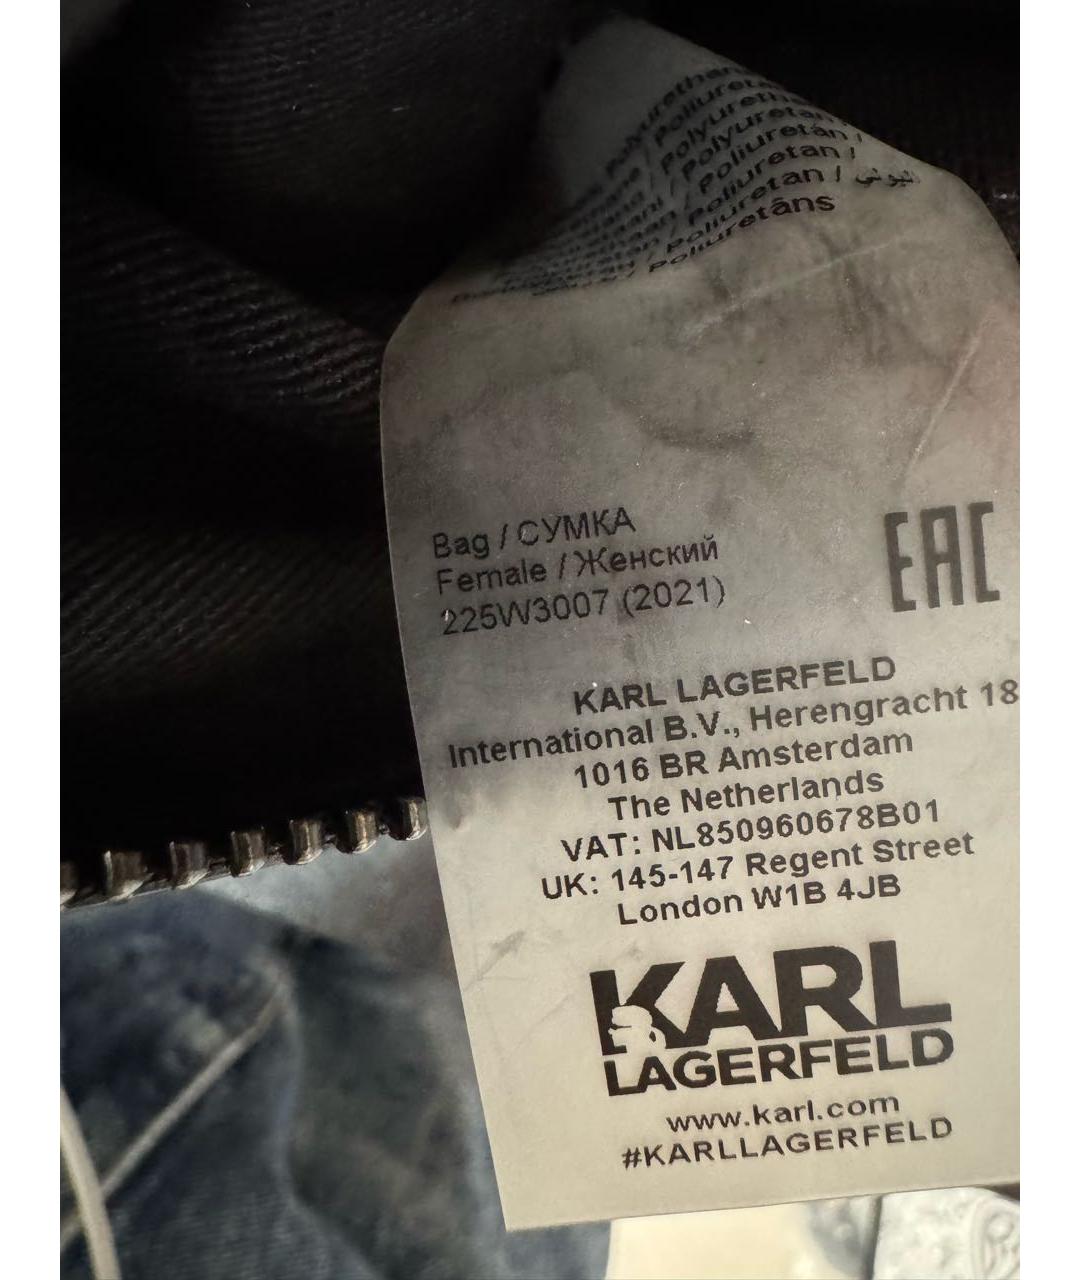 Poliuretan /
Poliuretan /
Poliuretāns
Bag / СУМКА
Female / Женский
225W3007 (2021)
EAC
KARL LAGERFELD
International B.V., Herengracht 18
1016 BR Amsterdam
The Netherlands
VAT: NL850960678B01
UK: 145-147 Regent Street
London W1B 4JB
KARL
LAGERFELD
www.karl.com
#KARLLAGERFELD